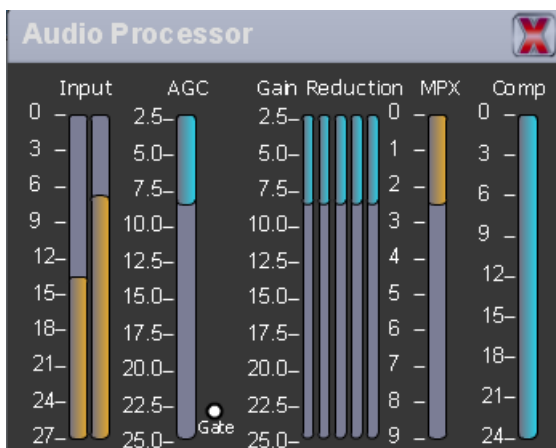 Audio Processor
X
Input AGC Gain Reduction MPX Comp
0 2.5 2.5 0 0
3 5.0 5.0 1 3
6 7.5 7.5 2 6
9 10.0 10.0 3 9
12 12.5 12.5 4 12
15 15.0 15.0 5 15
18 17.5 17.5 6 18
21 20.0 20.0 7 21
24 22.5 22.5 8
Gate
27 25.0 25.0 9 24